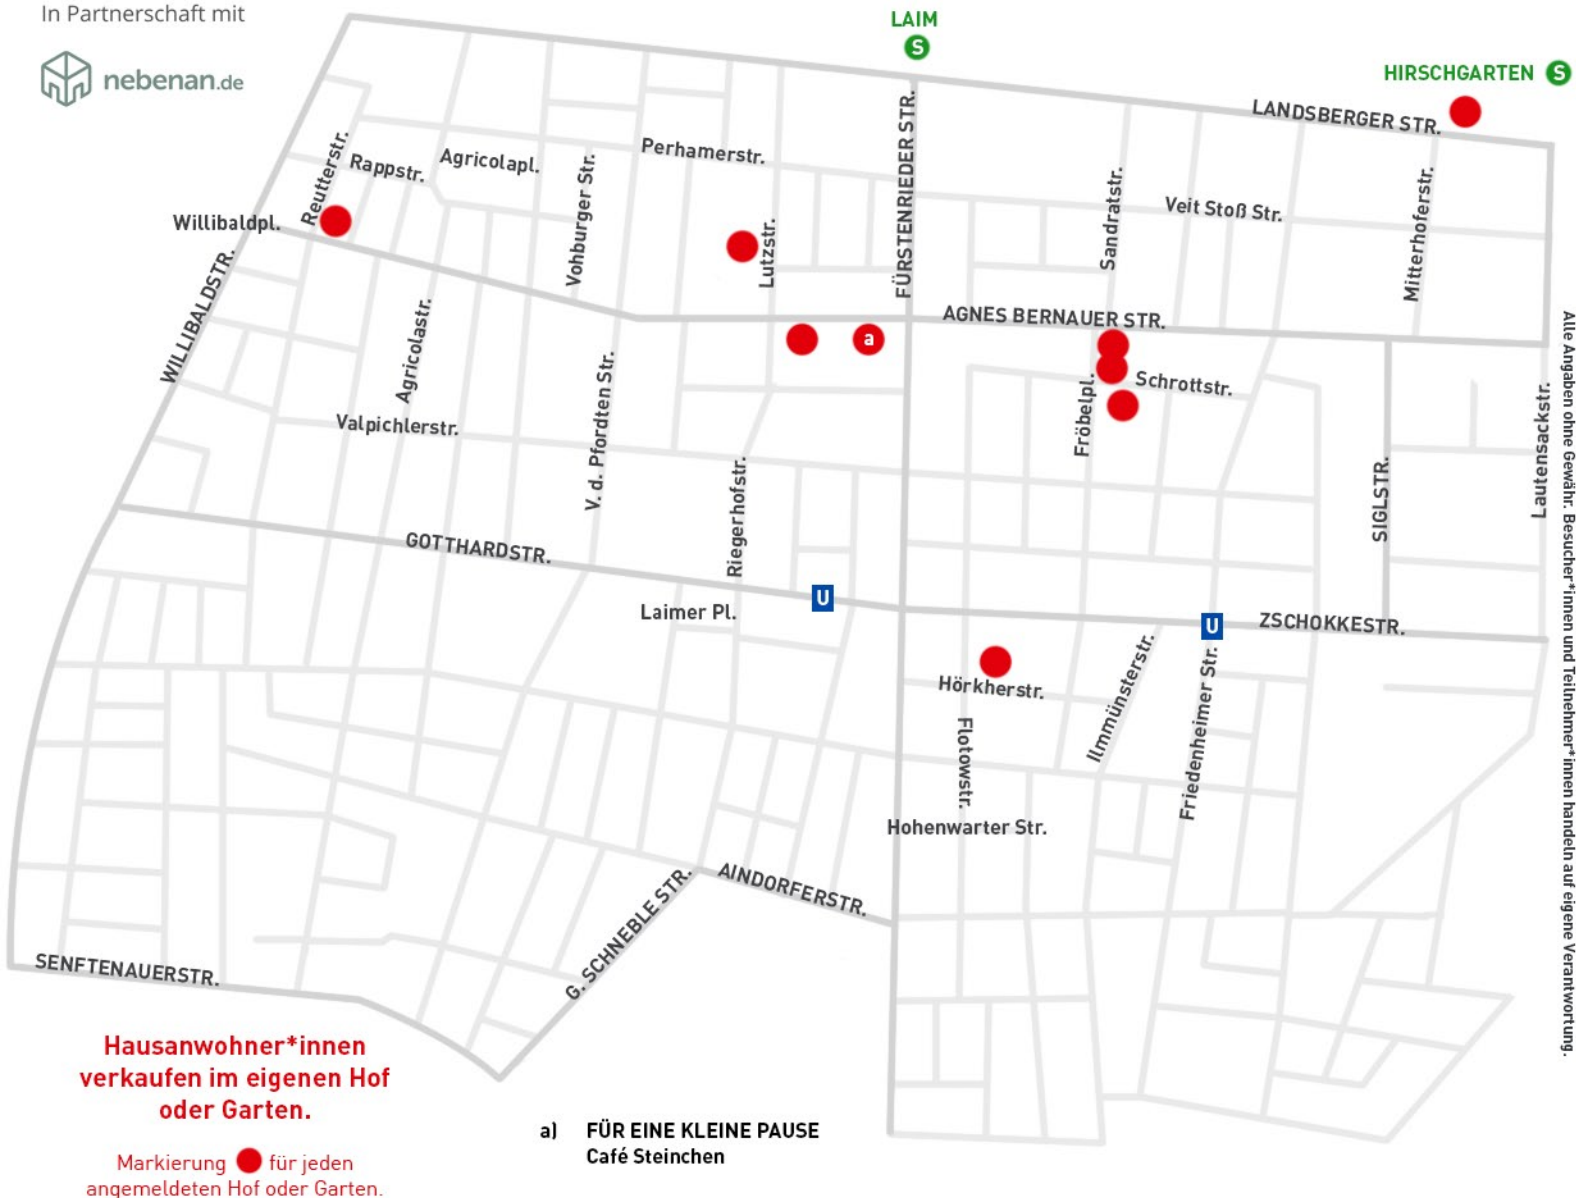 In Partnerschaft mit
nebenan.de
LAIM
S
HIRSCHGARTEN S
LANDSBERGER STR.
FÜRSTENRIEDER STR.
Reutterstr.
Rappstr.
Agricolapl.
Perhamerstr.
Vohburger Str.
Willibaldpl.
Lutzstr.
Sandratstr.
Veit Stoß Str.
Mitterhoferstr.
WILLIBALDSTR.
AGNES BERNAUER STR.
a
Agricolastr.
Schrottstr.
Fröbelpl.
Valpichlerstr.
V. d. Pfordten Str.
Riegerhofstr.
SIGLSTR.
Lautensackstr.
GOTTHARDSTR.
Laimer Pl.
U
U
ZSCHOKKESTR.
Hörkherstr.
Ilmmünsterstr.
Friedenheimer Str.
Flotowstr.
Hohenwarter Str.
AINDORFERSTR.
G. SCHNEBLE STR.
SENFTENAUERSTR.
Alle Angaben ohne Gewähr. Besucher*innen und Teilnehmer*innen handeln auf eigene Verantwortung.
Hausanwohner*innen
verkaufen im eigenen Hof
oder Garten.
Markierung für jeden
angemeldeten Hof oder Garten.
a) FÜR EINE KLEINE PAUSE
Café Steinchen